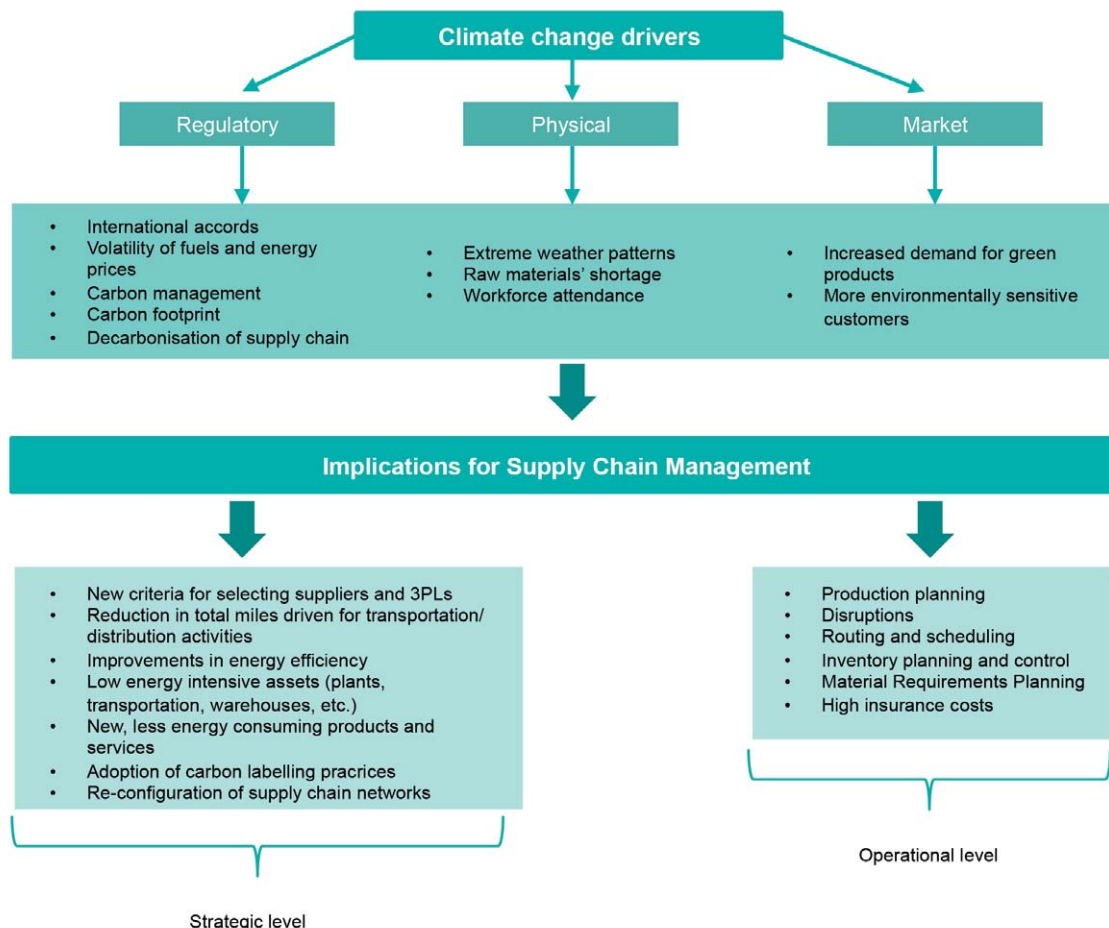 Climate change drivers
Regulatory
Physical
Market
• International accords
• Volatility of fuels and energy
prices
• Carbon management
• Carbon footprint
• Decarbonisation of supply chain
• Extreme weather patterns
• Raw materials' shortage
• Workforce attendance
• Increased demand for green
products
• More environmentally sensitive
customers
Implications for Supply Chain Management
• New criteria for selecting suppliers and 3PLs
• Reduction in total miles driven for transportation/
distribution activities
• Improvements in energy efficiency
• Low energy intensive assets (plants,
transportation, warehouses, etc.)
• New, less energy consuming products and
services
• Adoption of carbon labelling pracrices
• Re-configuration of supply chain networks
Strategic level
• Production planning
• Disruptions
• Routing and scheduling
• Inventory planning and control
• Material Requirements Planning
• High insurance costs
Operational level